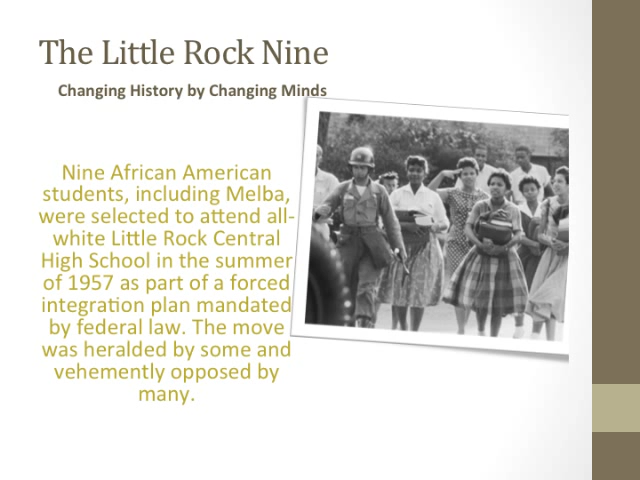 The Little Rock Nine
Changing History by Changing Minds
Nine African American
students, including Melba,
were selected to attend all-
white Little Rock Central
High School in the summer
of 1957 as part of a forced
integration plan mandated
by federal law. The move
was heralded by some and
vehemently opposed by
many.